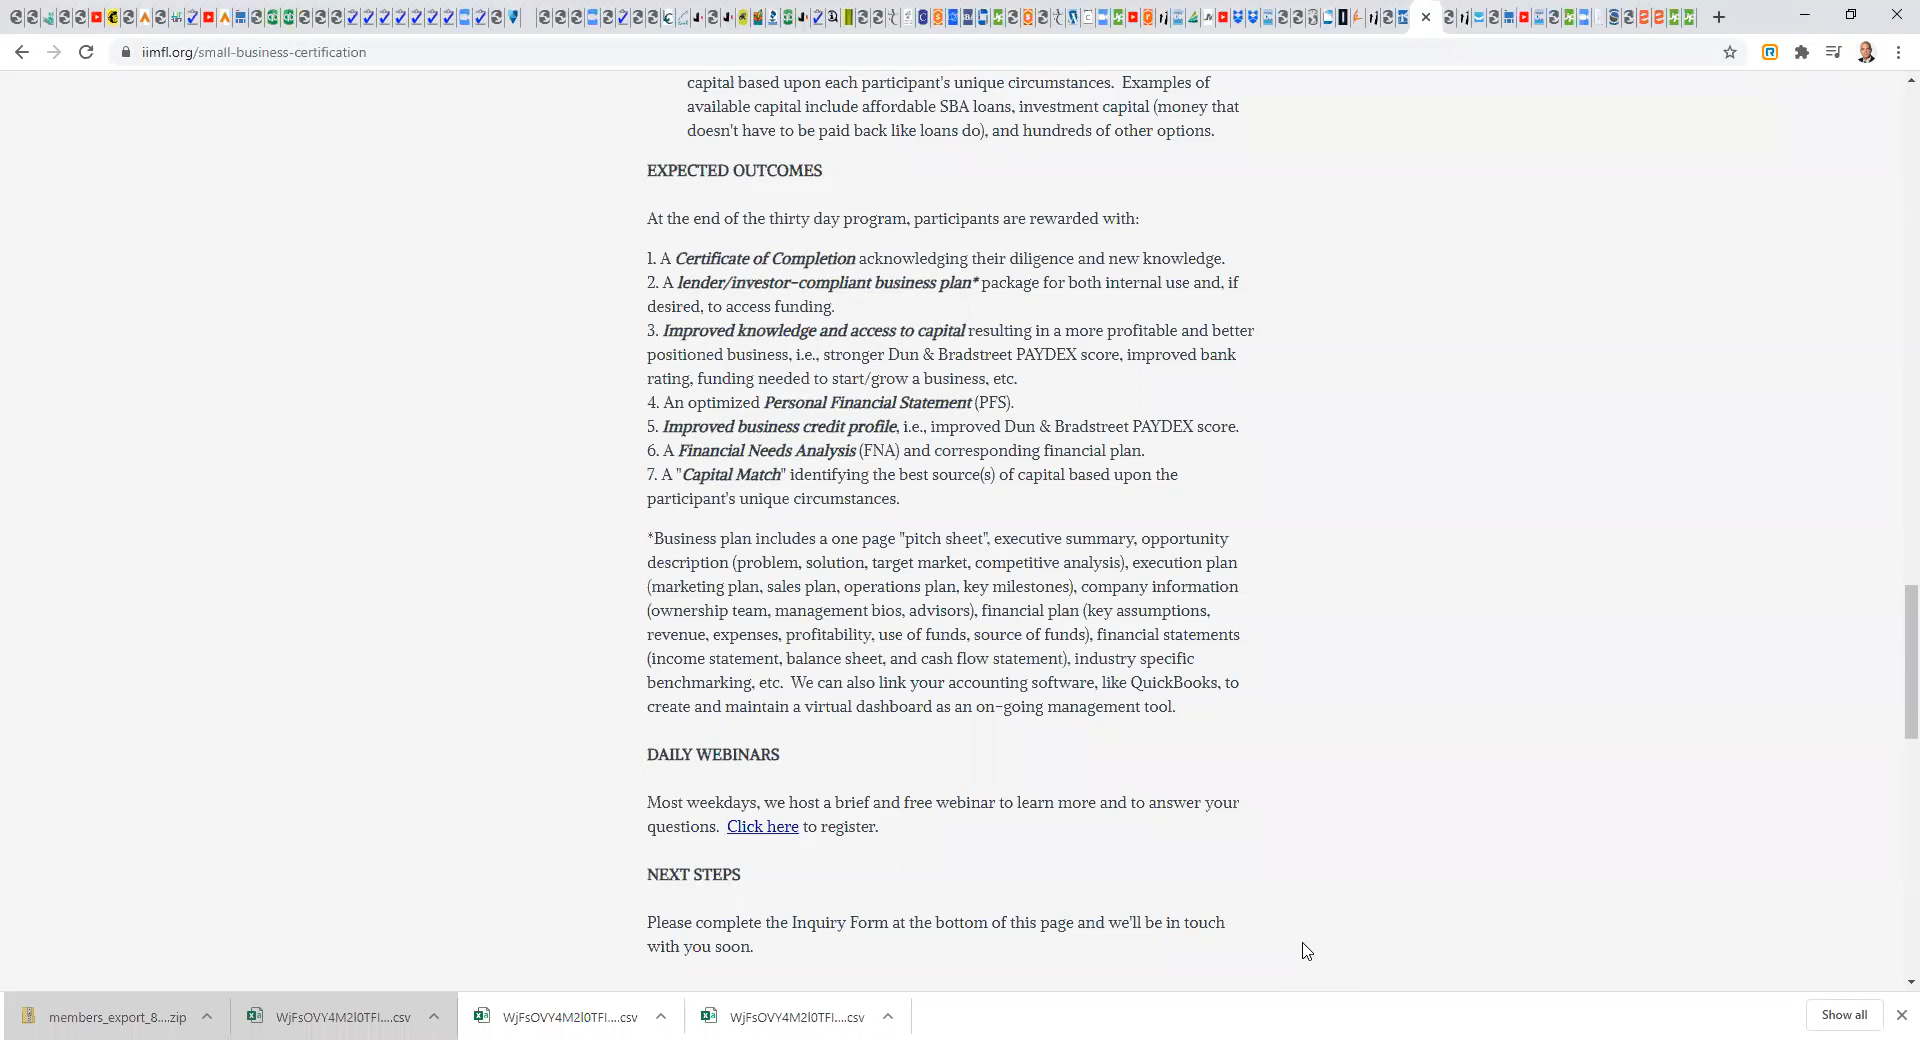 iimfl.org/small-business-certification
capital based upon each participant's unique circumstances.  Examples of
available capital include affordable SBA loans, investment capital (money that
doesn't have to be paid back like loans do), and hundreds of other options.
EXPECTED OUTCOMES
At the end of the thirty day program, participants are rewarded with:
1. A Certificate of Completion acknowledging their diligence and new knowledge.
2. A lender/investor-compliant business plan* package for both internal use and, if
desired, to access funding.
3. Improved knowledge and access to capital resulting in a more profitable and better
positioned business, i.e., stronger Dun & Bradstreet PAYDEX score, improved bank
rating, funding needed to start/grow a business, etc.
4. An optimized Personal Financial Statement (PFS).
5. Improved business credit profile, i.e., improved Dun & Bradstreet PAYDEX score.
6. A Financial Needs Analysis (FNA) and corresponding financial plan.
7. A "Capital Match" identifying the best source(s) of capital based upon the
participant's unique circumstances.
*Business plan includes a one page "pitch sheet", executive summary, opportunity
description (problem, solution, target market, competitive analysis), execution plan
(marketing plan, sales plan, operations plan, key milestones), company information
(ownership team, management bios, advisors), financial plan (key assumptions,
revenue, expenses, profitability, use of funds, source of funds), financial statements
(income statement, balance sheet, and cash flow statement), industry specific
benchmarking, etc.  We can also link your accounting software, like QuickBooks, to
create and maintain a virtual dashboard as an on-going management tool.
DAILY WEBINARS
Most weekdays, we host a brief and free webinar to learn more and to answer your
questions.  Click here to register.
NEXT STEPS
Please complete the Inquiry Form at the bottom of this page and we'll be in touch
with you soon.
members_export_8....zip
WjFsOVY4M2l0TFI....csv
WjFsOVY4M2l0TFI....csv
WjFsOVY4M2l0TFI....csv
Show all